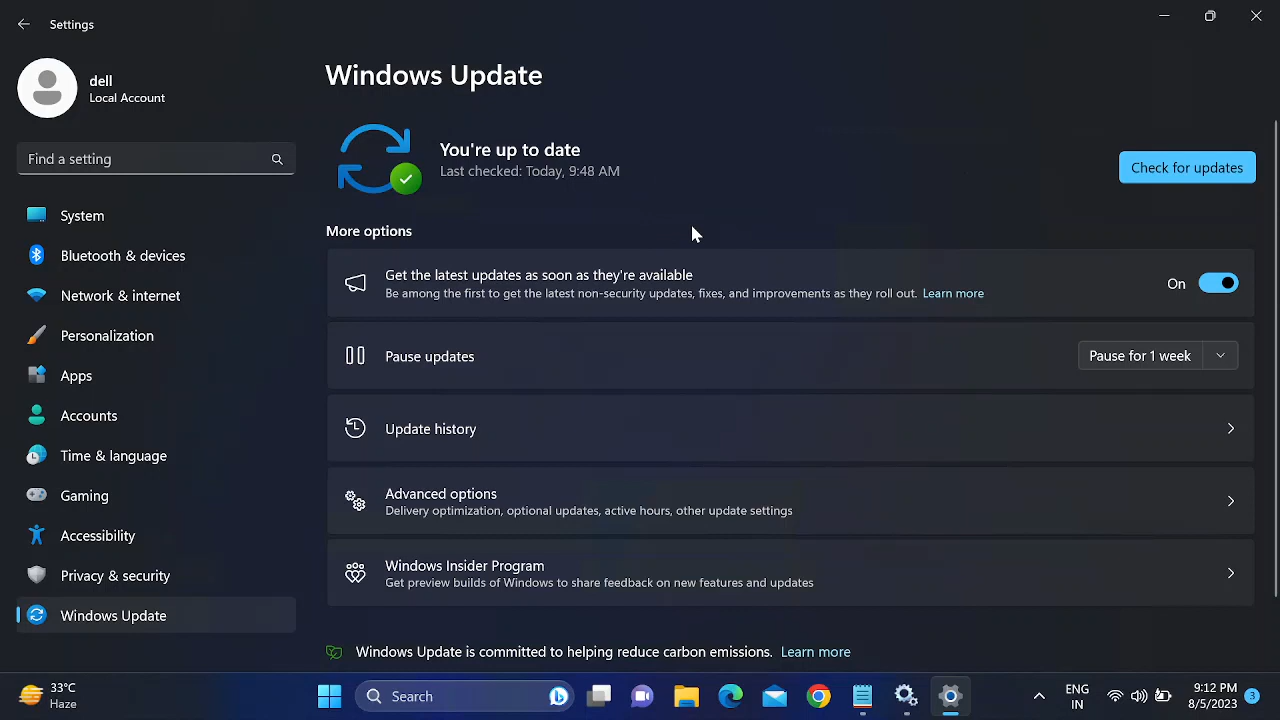 Settings
dell
Local Account
Find a setting
System
Bluetooth & devices
Network & internet
Personalization
Apps
Accounts
Time & language
Gaming
Accessibility
Privacy & security
Windows Update
Windows Update
You're up to date
Last checked: Today, 9:48 AM
Check for updates
More options
Get the latest updates as soon as they're available
Be among the first to get the latest non-security updates, fixes, and improvements as they roll out. Learn more
On
Pause updates
Pause for 1 week
Update history
Advanced options
Delivery optimization, optional updates, active hours, other update settings
Windows Insider Program
Get preview builds of Windows to share feedback on new features and updates
Windows Update is committed to helping reduce carbon emissions. Learn more
33°C
Haze
Search
ENG
IN
9:12 PM
8/5/2023
3